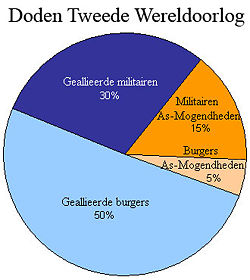 Doden Tweede Wereldoorlog
Geallieerde militairen
30%
Militairen
As-Mogendheden
15%
Burgers
As-Mogendheden
5%
Geallieerde burgers
50%